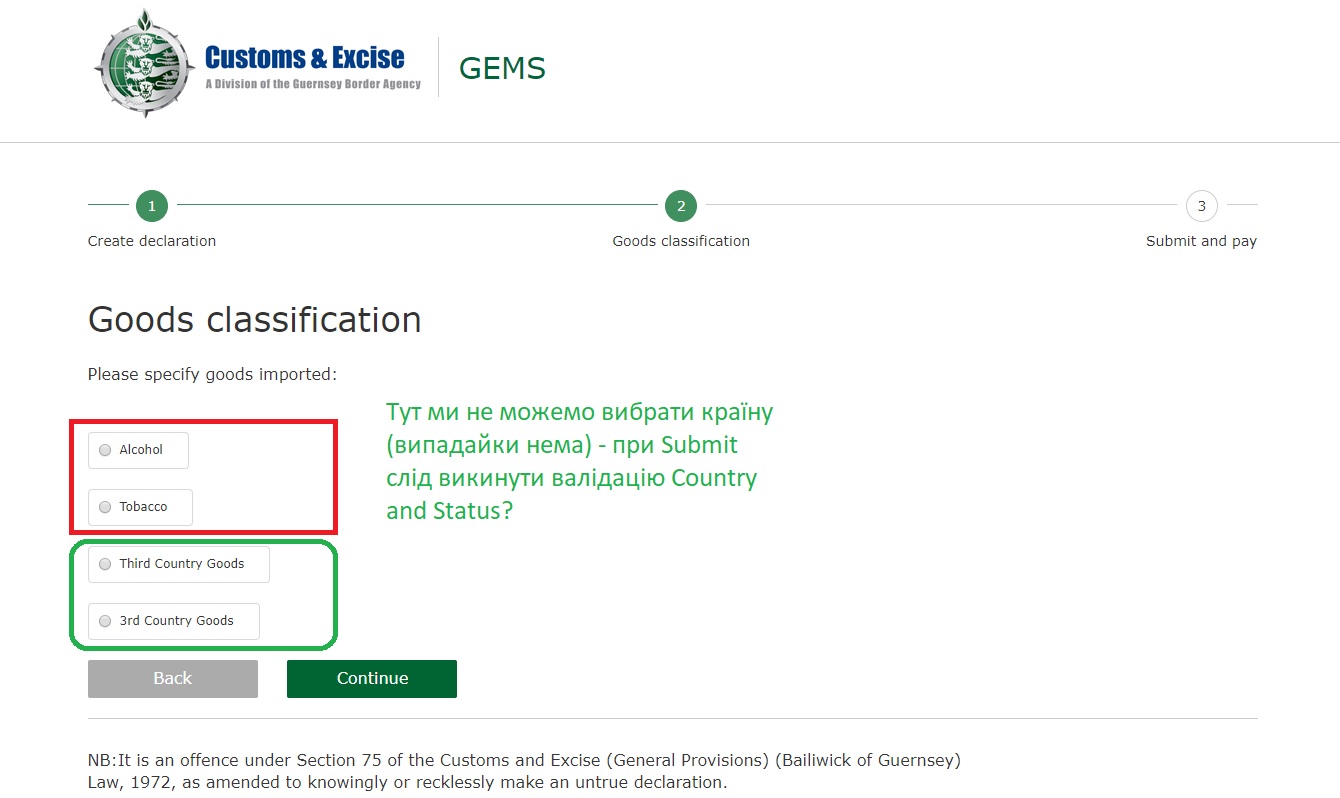 Customs & Excise
A Division of the Guernsey Border Agency
GEMS
1
2
3
Create declaration
Goods classification
Submit and pay
Goods classification
Please specify goods imported:
Тут ми не можемо вибрати країну
(випадайки нема) - при Submit
слід викинути валідацію Country
and Status?
Alcohol
Tobacco
Third Country Goods
3rd Country Goods
Back
Continue
NB:It is an offence under Section 75 of the Customs and Excise (General Provisions) (Bailiwick of Guernsey)
Law, 1972, as amended to knowingly or recklessly make an untrue declaration.